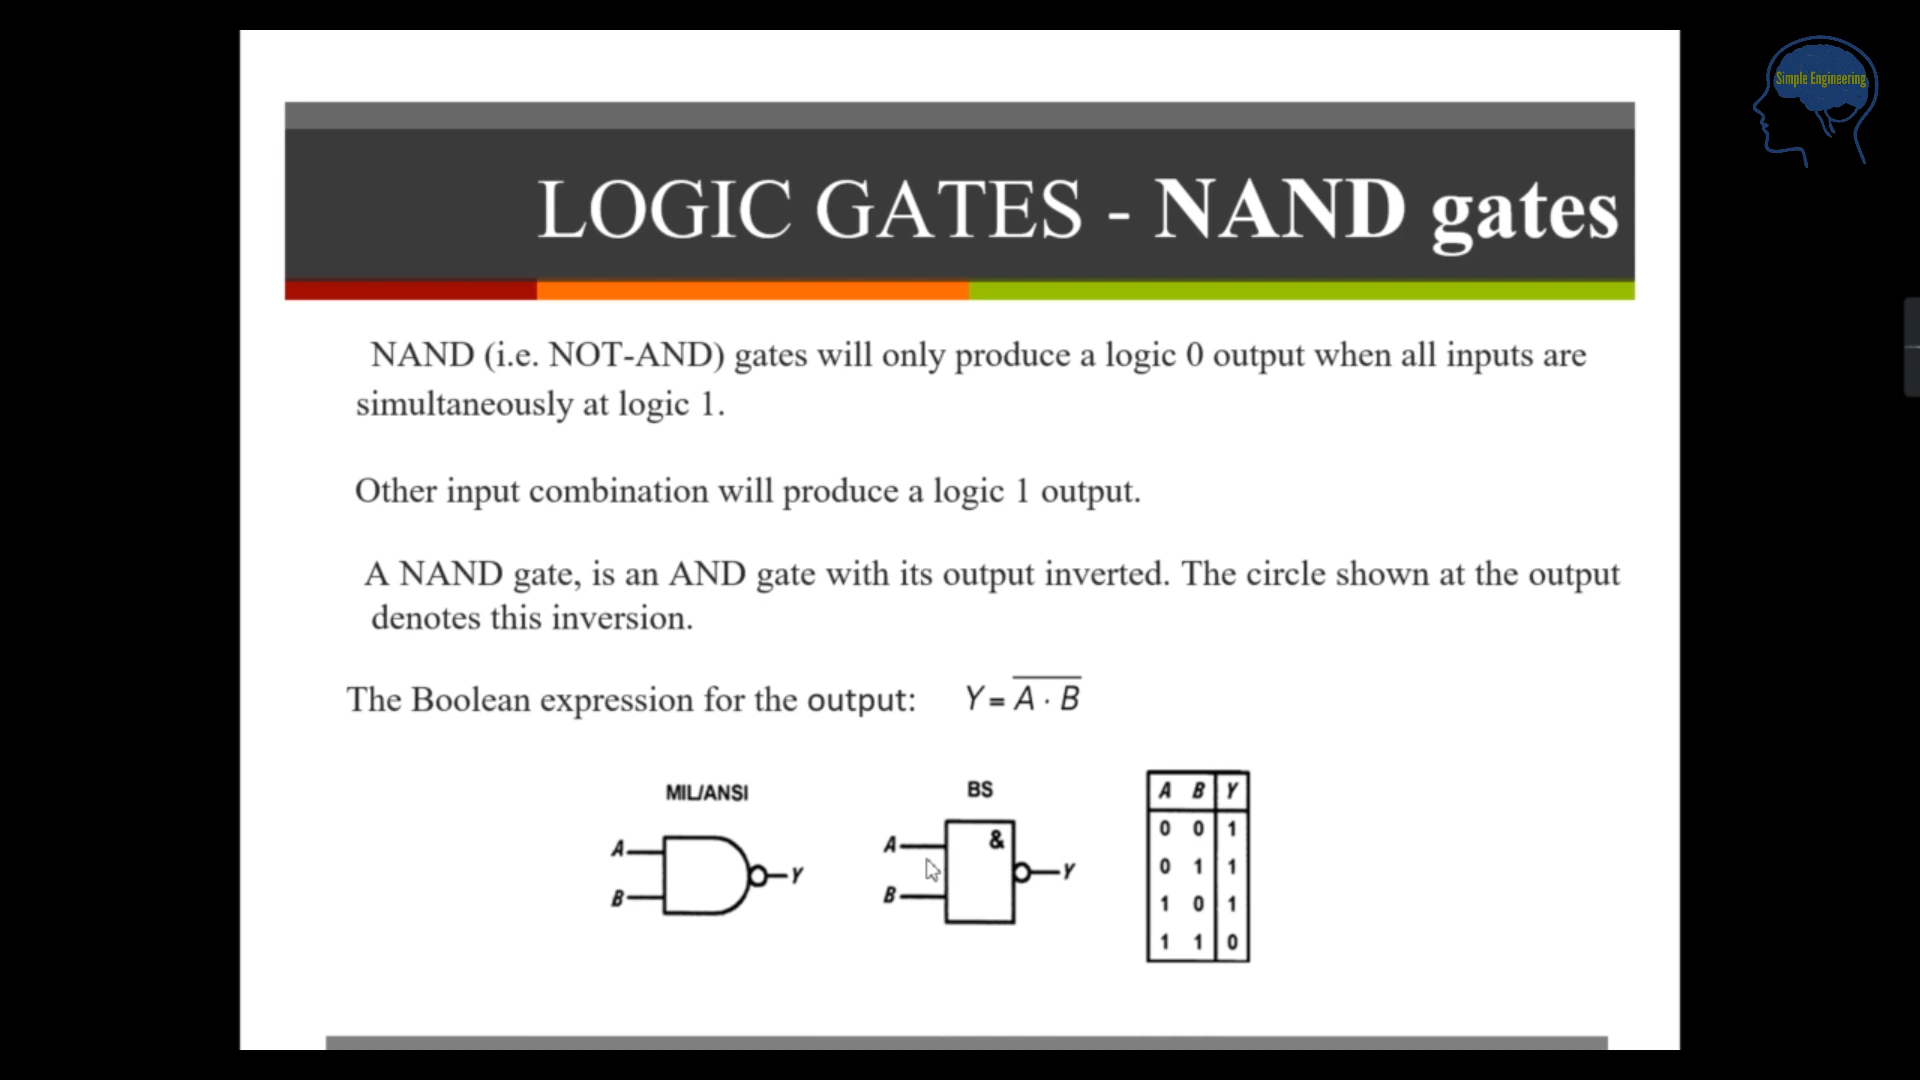 Simple Engineering
LOGIC GATES - NAND gates
NAND (i.e. NOT-AND) gates will only produce a logic 0 output when all inputs are
simultaneously at logic 1.
Other input combination will produce a logic 1 output.
A NAND gate, is an AND gate with its output inverted. The circle shown at the output
denotes this inversion.
The Boolean expression for the output: Y = \overline{A · B}
MIL/ANSI
A
B
Y
BS
A
B
&
Y
A B Y
0 0 1
0 1 1
1 0 1
1 1 0